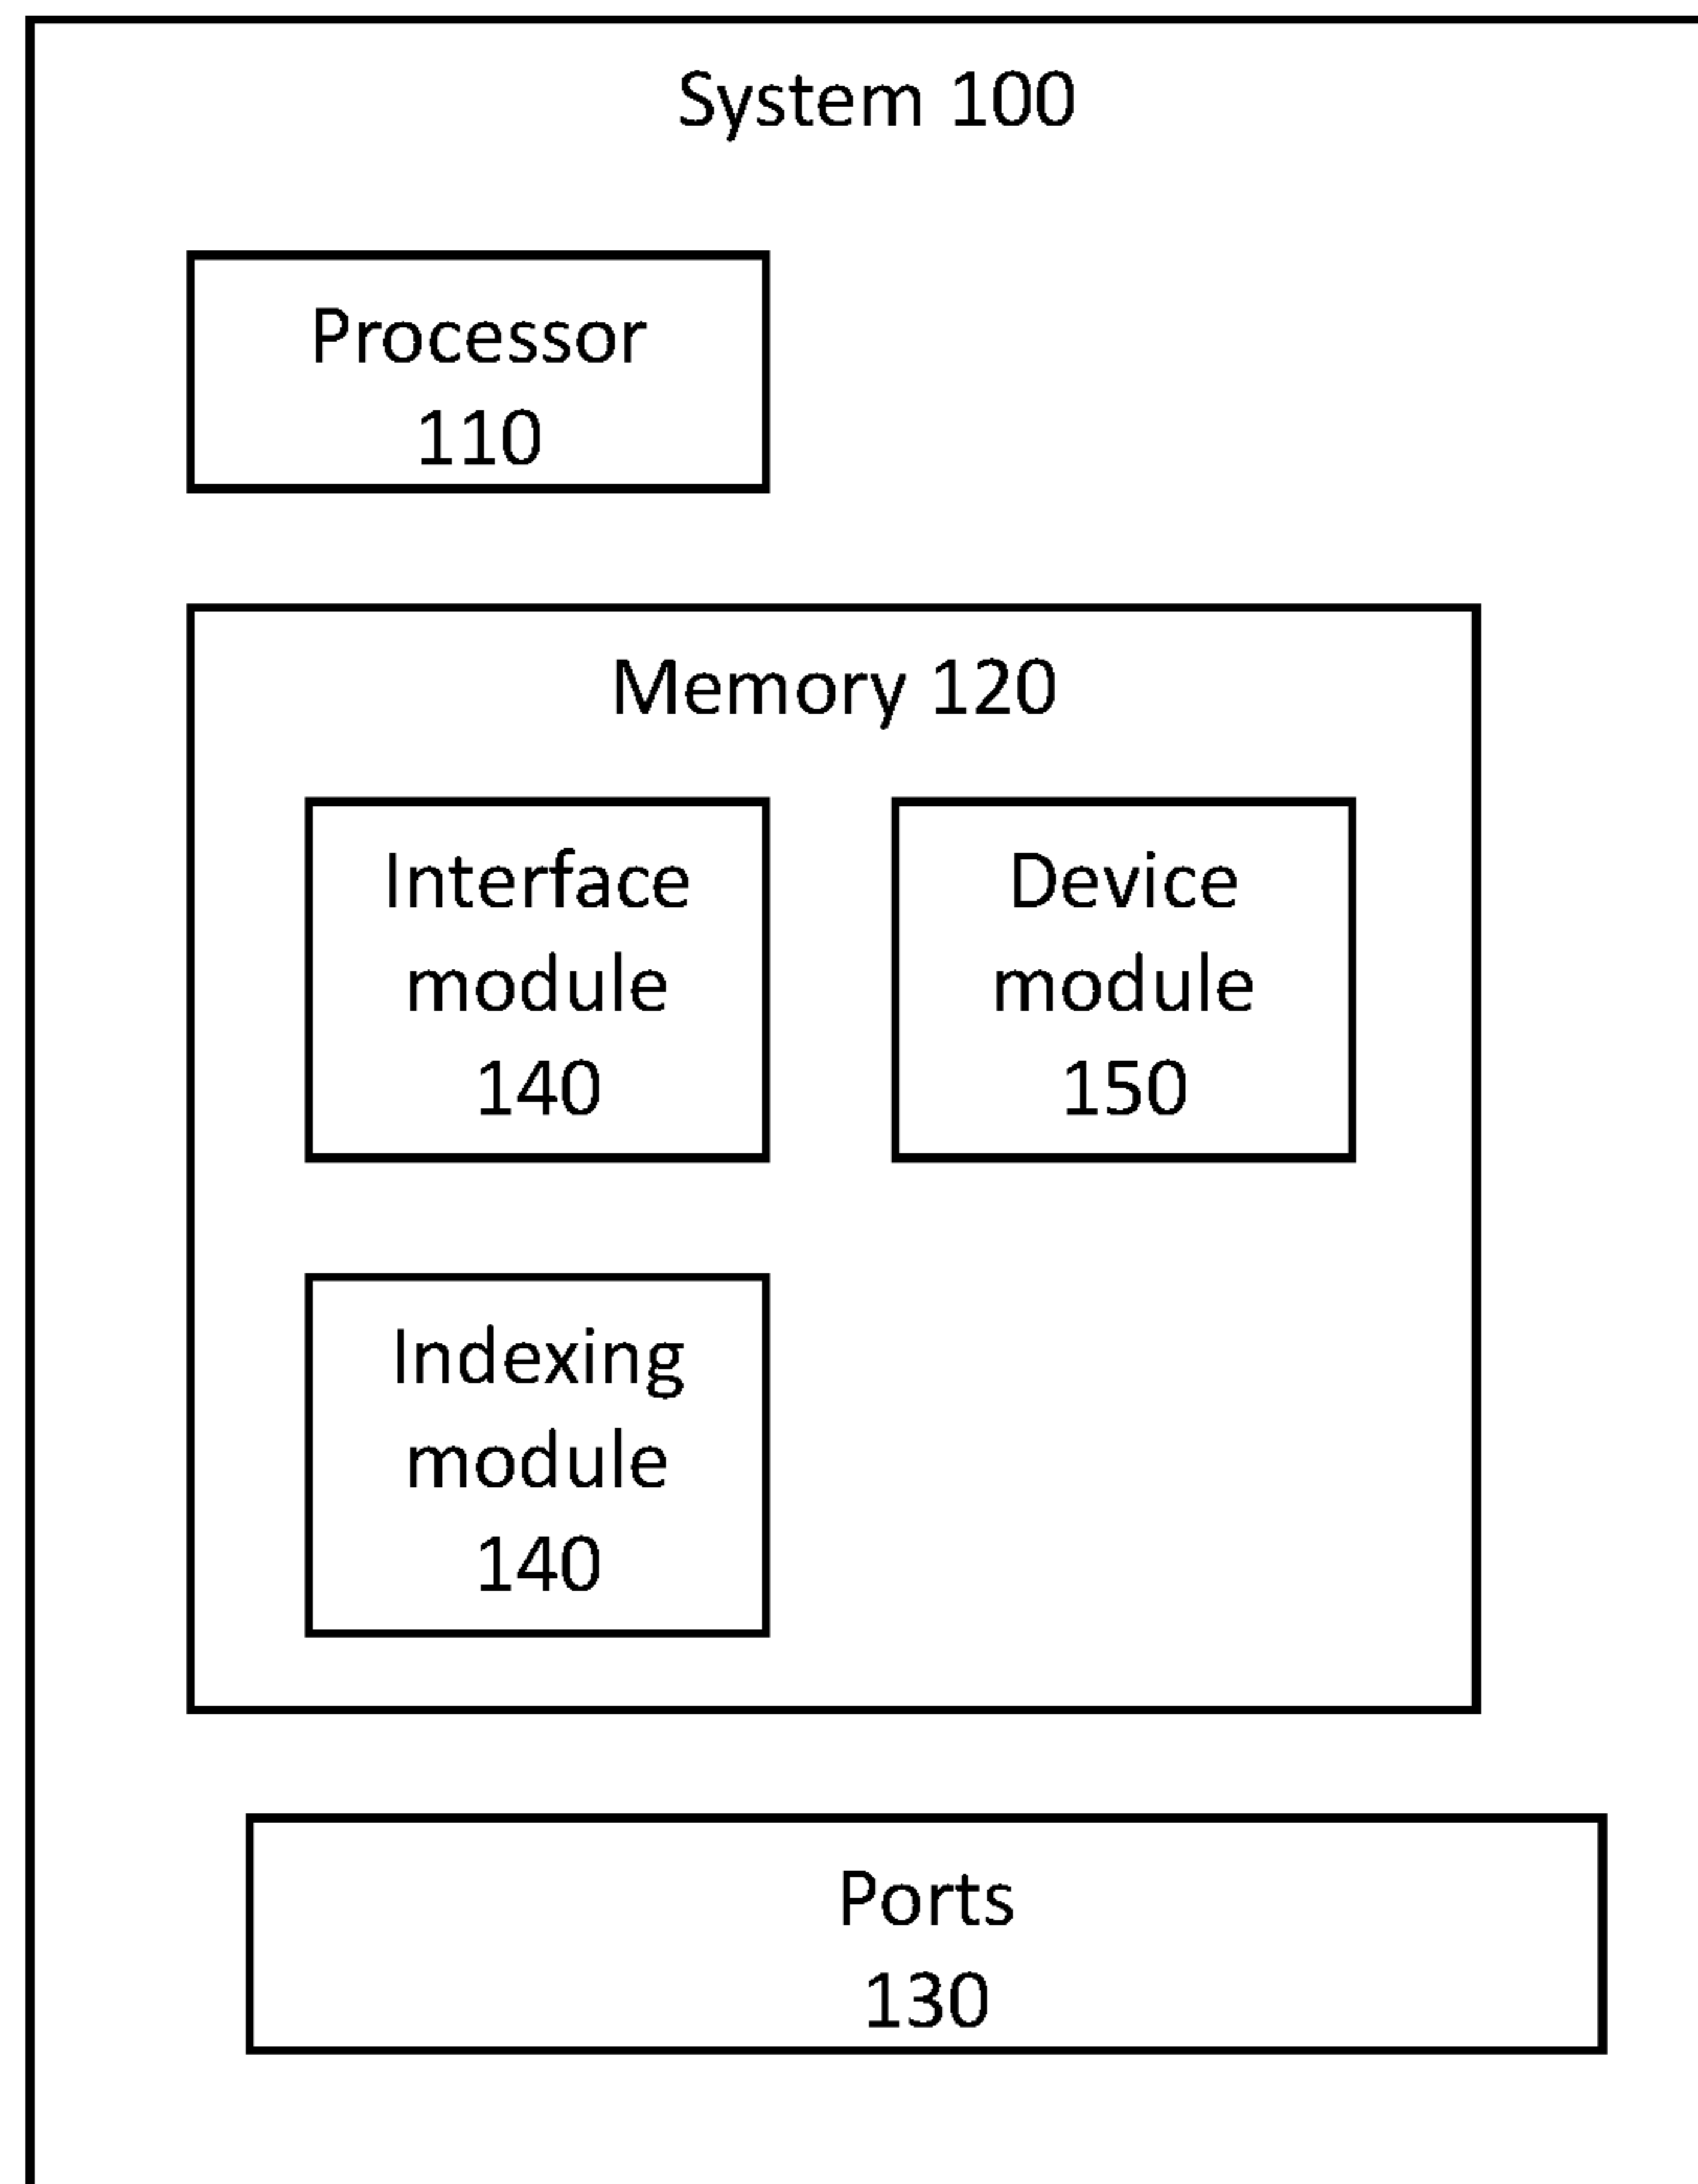 System 100
Processor
110
Memory 120
Interface
module
140
Device
module
150
Indexing
module
140
Ports
130